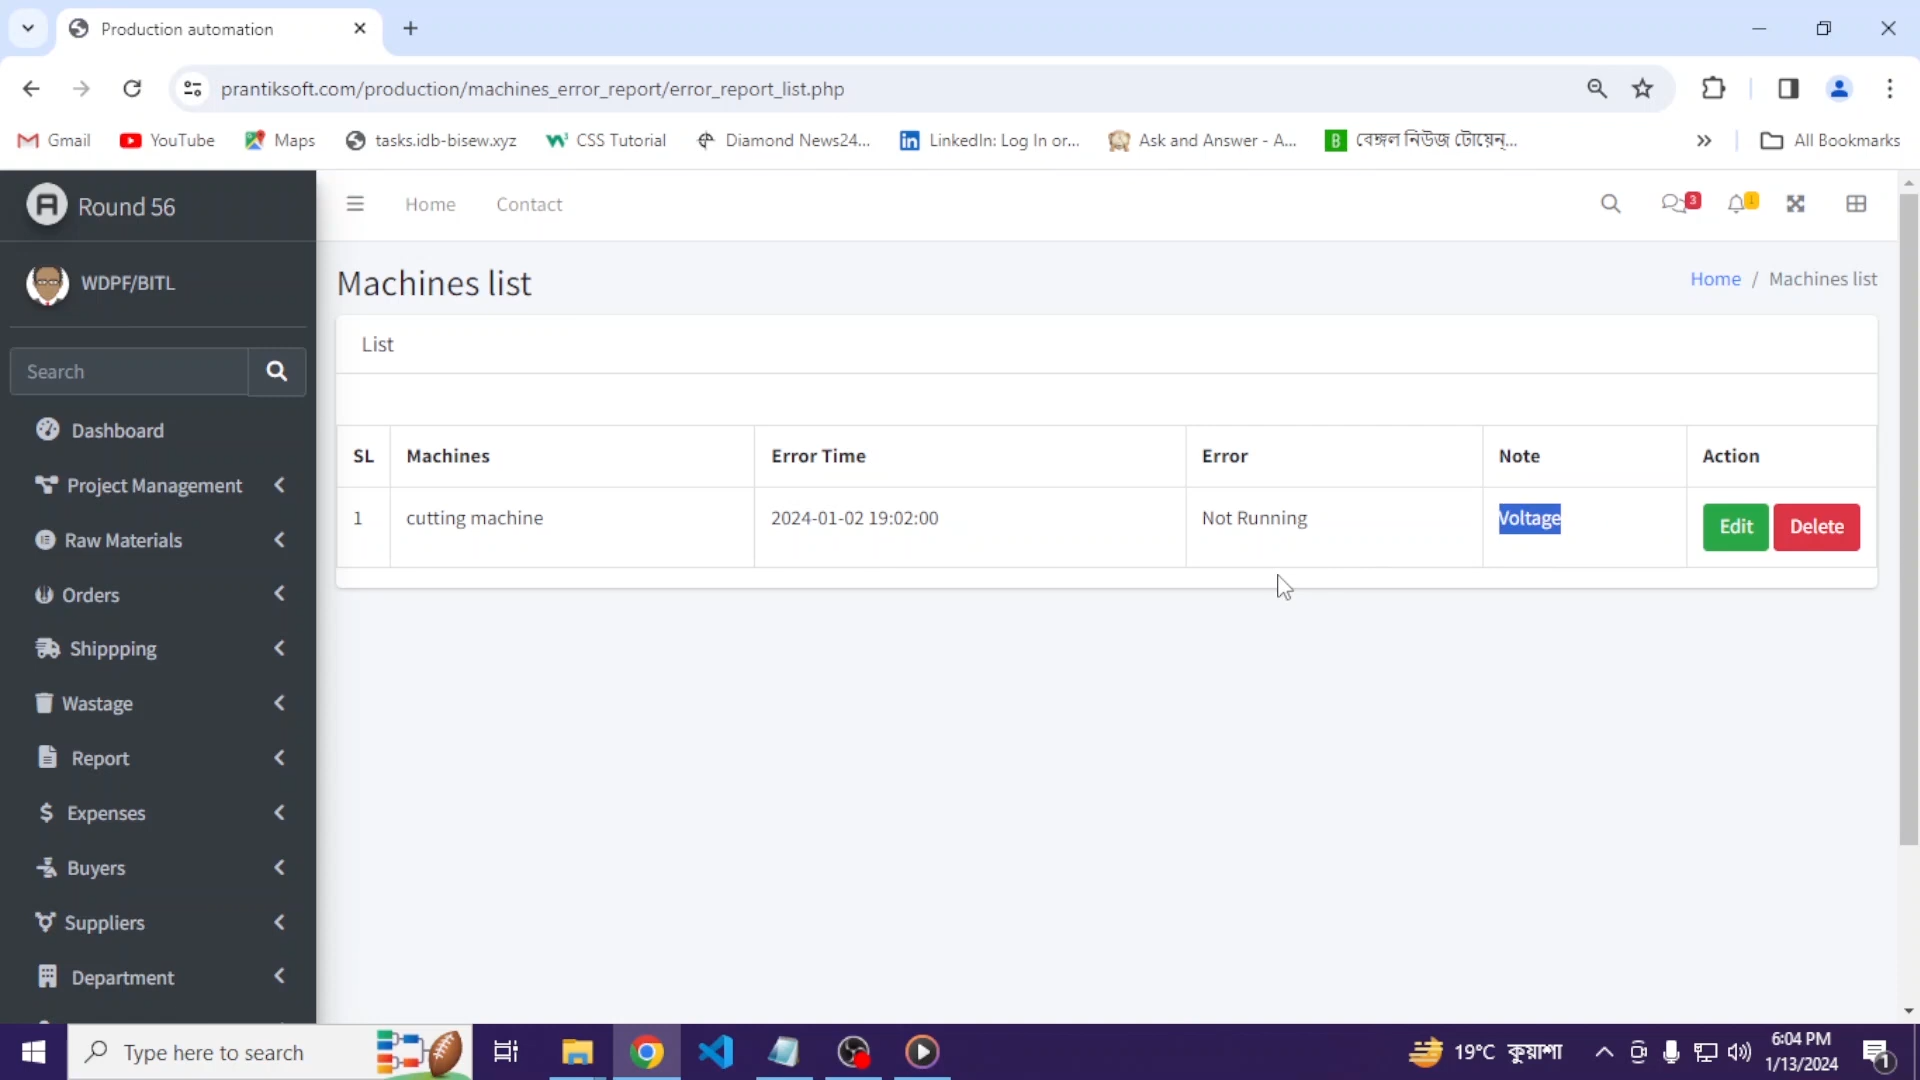 Production automation
prantiksoft.com/production/machines_error_report/error_report_list.php
Gmail
YouTube
Maps
tasks.idb-bisew.xyz
CSS Tutorial
Diamond News24...
LinkedIn: Log In or...
Ask and Answer - A...
B
বেঙ্গল নিউজ টোয়েন্...
All Bookmarks
Round 56
Home
Contact
3
1
WDPF/BITL
Machines list
Home / Machines list
Search
List
SL Machines Error Time Error Note Action
1 cutting machine 2024-01-02 19:02:00 Not Running Voltage Edit Delete
Dashboard
Project Management
Raw Materials
Orders
Shippping
Wastage
Report
Expenses
Buyers
Suppliers
Department
Type here to search
19°C কুয়াশা
6:04 PM
1/13/2024
1